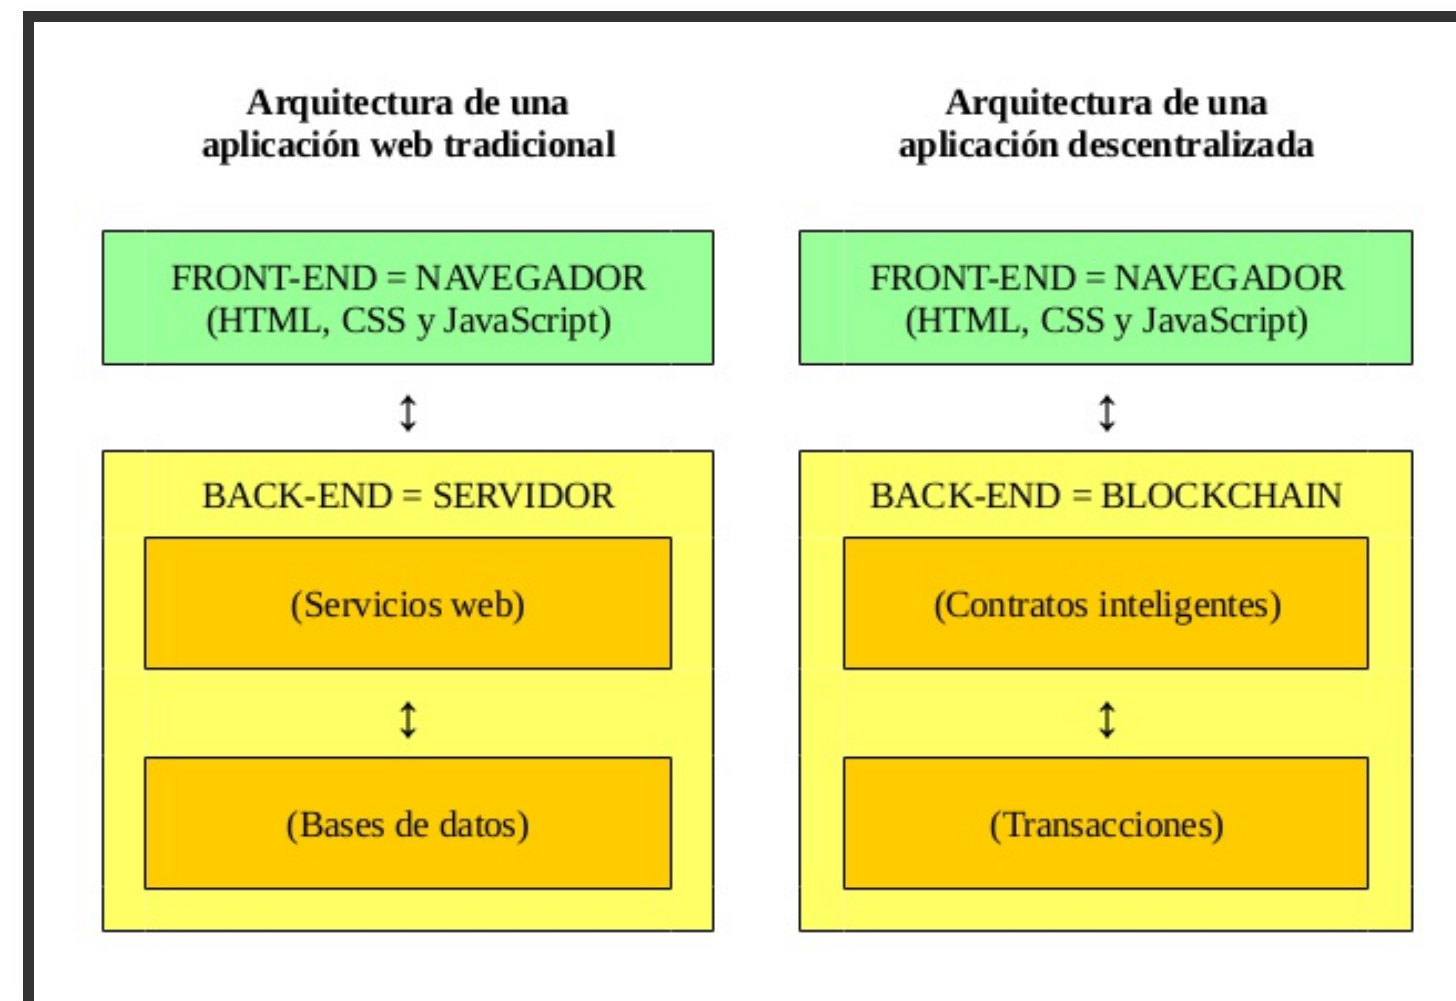 Arquitectura de una
aplicación web tradicional
FRONT-END = NAVEGADOR
(HTML, CSS y JavaScript)
↕
BACK-END = SERVIDOR
(Servicios web)
↕
(Bases de datos)
Arquitectura de una
aplicación descentralizada
FRONT-END = NAVEGADOR
(HTML, CSS y JavaScript)
↕
BACK-END = BLOCKCHAIN
(Contratos inteligentes)
↕
(Transacciones)